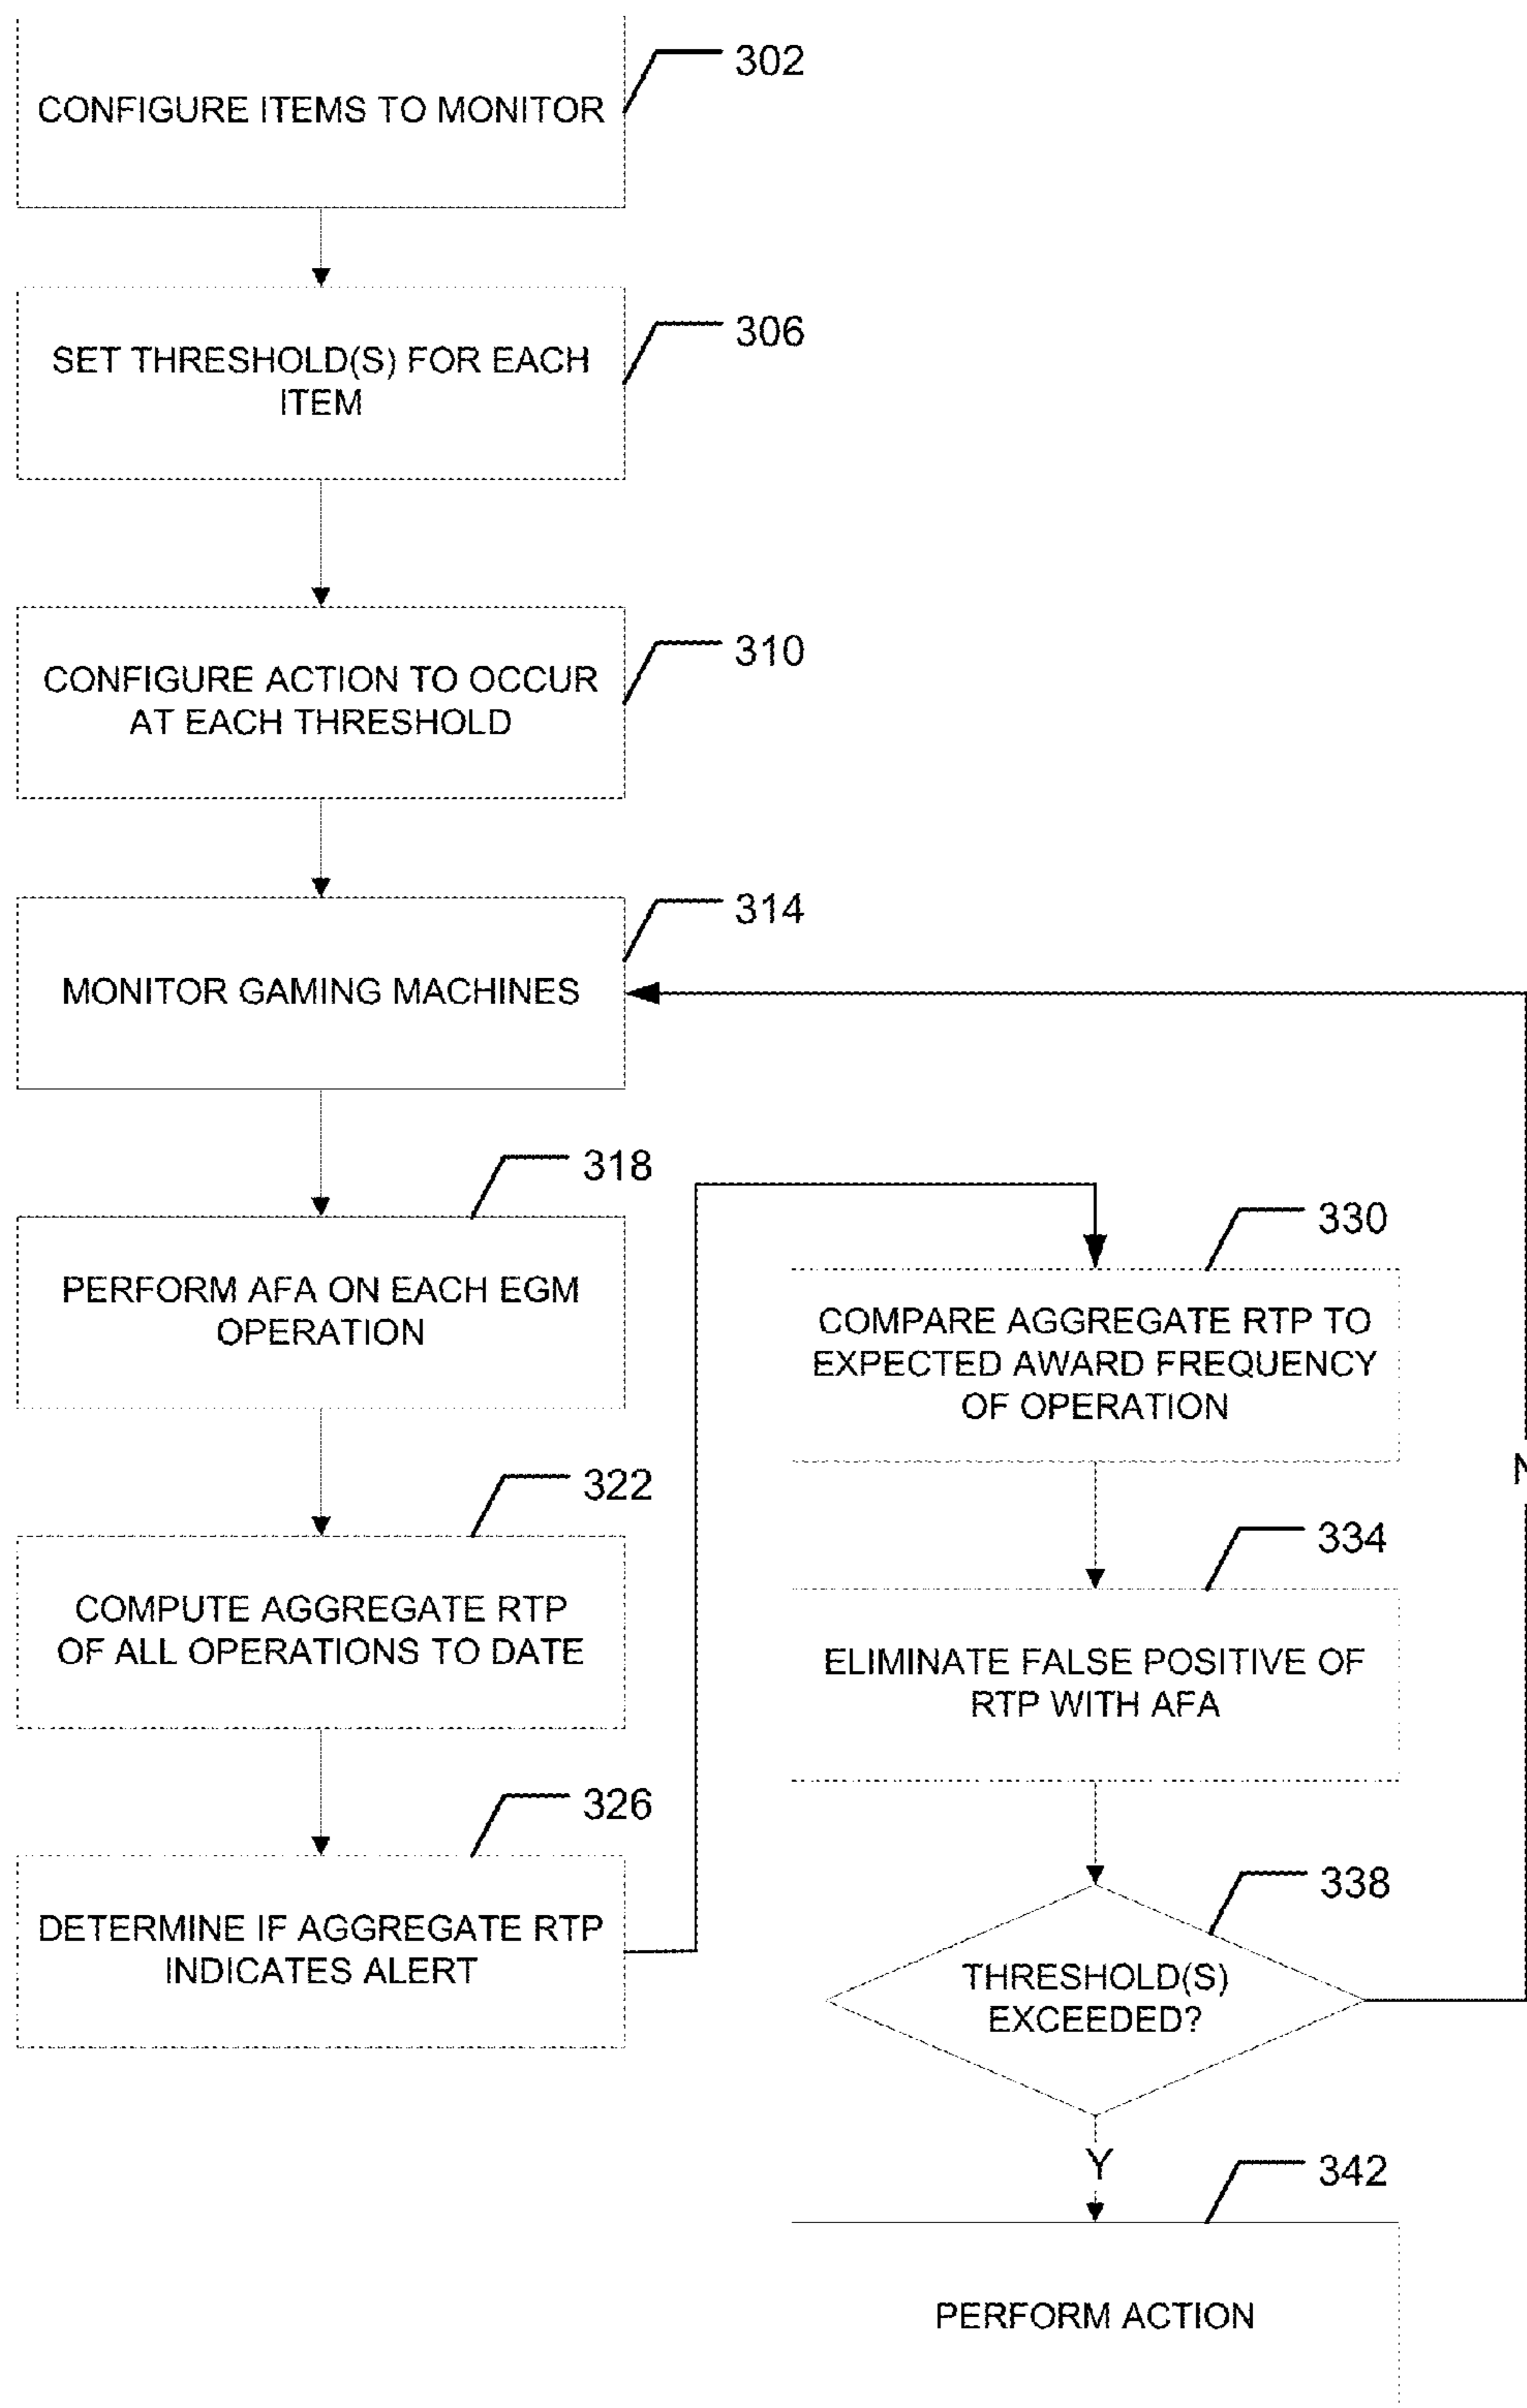 302
CONFIGURE ITEMS TO MONITOR
306
SET THRESHOLD(S) FOR EACH
ITEM
310
CONFIGURE ACTION TO OCCUR
AT EACH THRESHOLD
314
MONITOR GAMING MACHINES
318
PERFORM AFA ON EACH EGM
OPERATION
322
COMPUTE AGGREGATE RTP
OF ALL OPERATIONS TO DATE
326
DETERMINE IF AGGREGATE RTP
INDICATES ALERT
330
COMPARE AGGREGATE RTP TO
EXPECTED AWARD FREQUENCY
OF OPERATION
334
ELIMINATE FALSE POSITIVE OF
RTP WITH AFA
338
THRESHOLD(S)
EXCEEDED?
N
Y
342
PERFORM ACTION